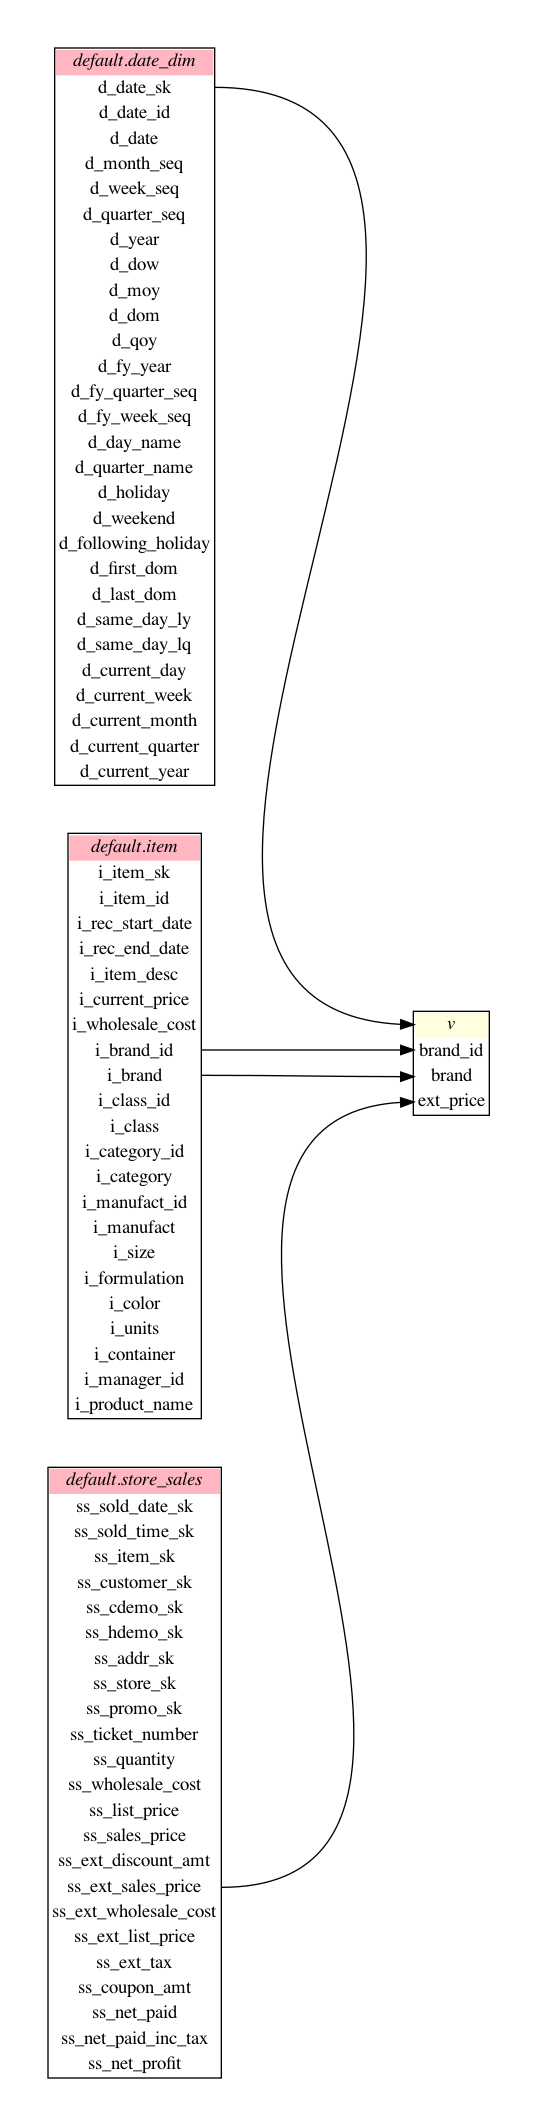 default.date_dim
d_date_sk
d_date_id
d_date
d_month_seq
d_week_seq
d_quarter_seq
d_year
d_dow
d_moy
d_dom
d_qoy
d_fy_year
d_fy_quarter_seq
d_fy_week_seq
d_day_name
d_quarter_name
d_holiday
d_weekend
d_following_holiday
d_first_dom
d_last_dom
d_same_day_ly
d_same_day_lq
d_current_day
d_current_week
d_current_month
d_current_quarter
d_current_year
default.item
i_item_sk
i_item_id
i_rec_start_date
i_rec_end_date
i_item_desc
i_current_price
i_wholesale_cost
i_brand_id
i_brand
i_class_id
i_class
i_category_id
i_category
i_manufact_id
i_manufact
i_size
i_formulation
i_color
i_units
i_container
i_manager_id
i_product_name
v
brand_id
brand
ext_price
default.store_sales
ss_sold_date_sk
ss_sold_time_sk
ss_item_sk
ss_customer_sk
ss_cdemo_sk
ss_hdemo_sk
ss_addr_sk
ss_store_sk
ss_promo_sk
ss_ticket_number
ss_quantity
ss_wholesale_cost
ss_list_price
ss_sales_price
ss_ext_discount_amt
ss_ext_sales_price
ss_ext_wholesale_cost
ss_ext_list_price
ss_ext_tax
ss_coupon_amt
ss_net_paid
ss_net_paid_inc_tax
ss_net_profit